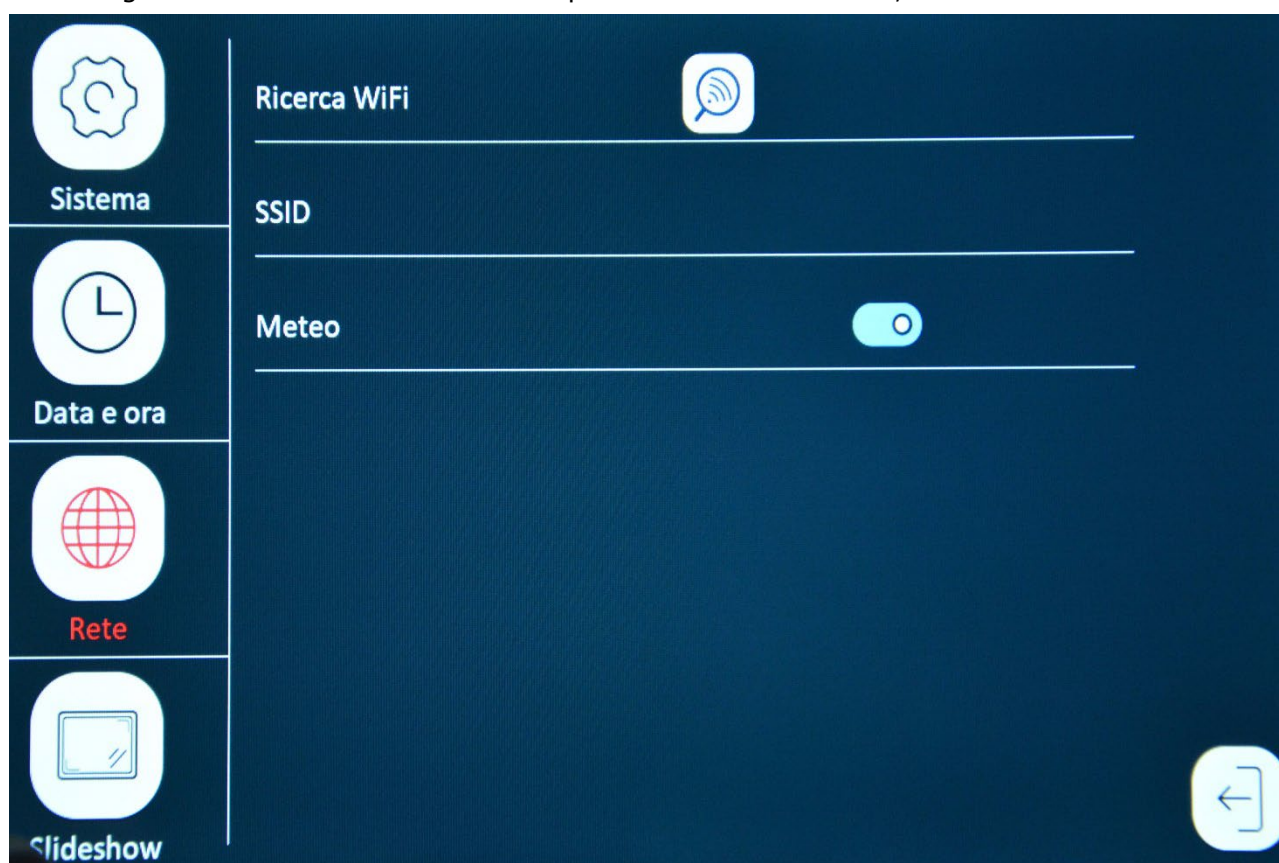 Sistema
Data e ora
Rete
Slideshow
Ricerca WiFi
SSID
Meteo